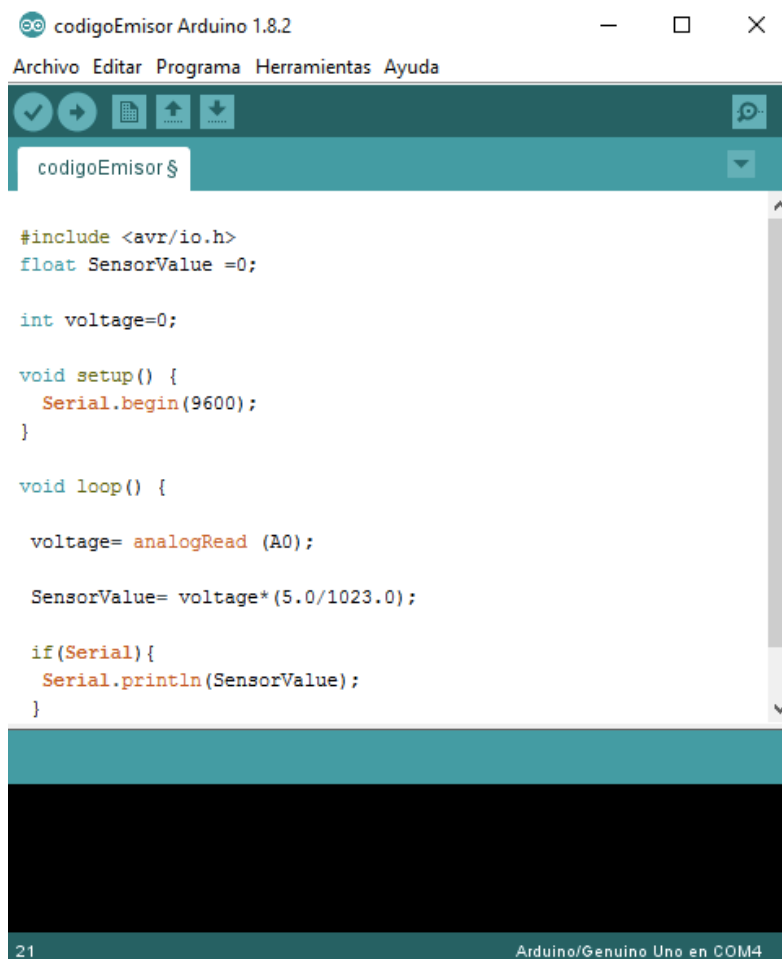 codigoEmisor Arduino 1.8.2
Archivo Editar Programa Herramientas Ayuda
codigoEmisor §
#include <avr/io.h>
float SensorValue =0;
int voltage=0;
void setup() {
Serial.begin(9600);
}
void loop() {
voltage= analogRead (A0);
SensorValue= voltage*(5.0/1023.0);
if(Serial){
Serial.println(SensorValue);
}
21
Arduino/Genuino Uno en COM4